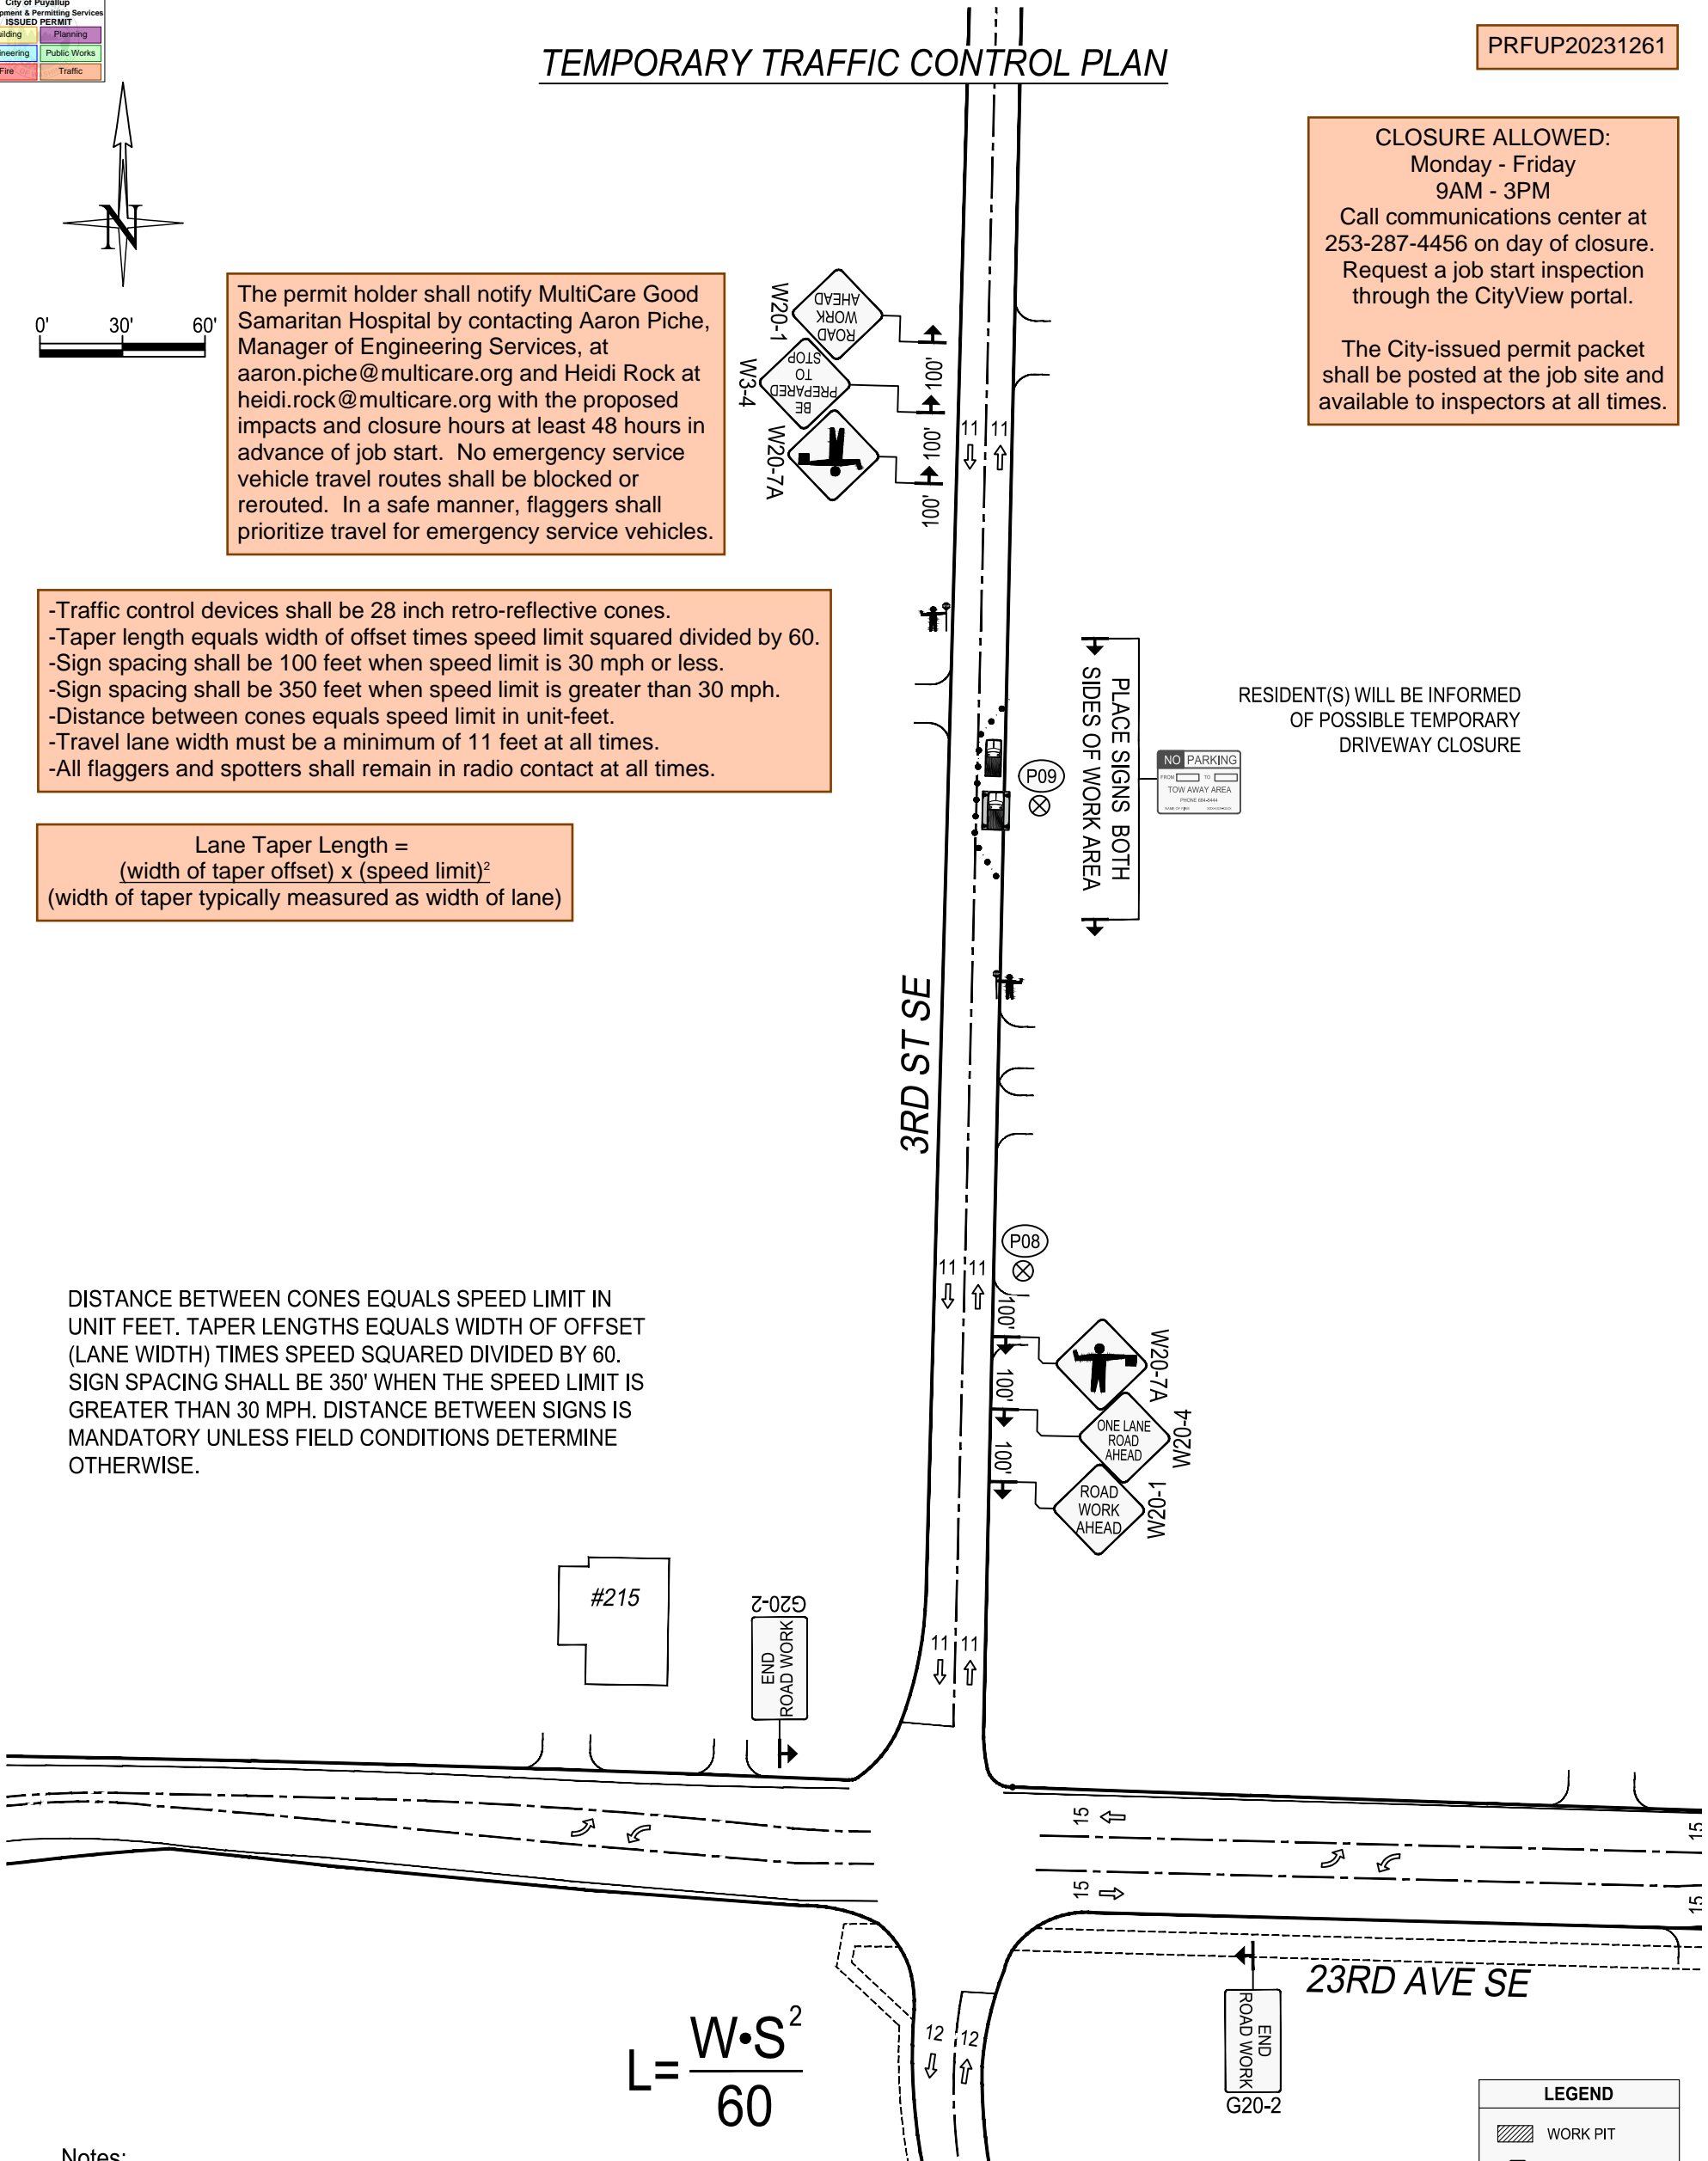 City of Puyallup
pment & Permitting Services
ISSUED PERMIT
ilding Planning
ineering Public Works
Fire Traffic
TEMPORARY TRAFFIC CONTROL PLAN
PRFUP20231261
CLOSURE ALLOWED:
Monday - Friday
9AM - 3PM
Call communications center at
253-287-4456 on day of closure.
Request a job start inspection
through the CityView portal.
The City-issued permit packet
shall be posted at the job site and
available to inspectors at all times.
N
0' 30' 60'
The permit holder shall notify MultiCare Good
Samaritan Hospital by contacting Aaron Piche,
Manager of Engineering Services, at
aaron.piche@multicare.org and Heidi Rock at
heidi.rock@multicare.org with the proposed
impacts and closure hours at least 48 hours in
advance of job start.  No emergency service
vehicle travel routes shall be blocked or
rerouted.  In a safe manner, flaggers shall
prioritize travel for emergency service vehicles.
W20-1
ROAD
WORK
AHEAD
W3-4
BE
PREPARED
TO
STOP
W20-7A
100'
100'
100'
11 11
-Traffic control devices shall be 28 inch retro-reflective cones.
-Taper length equals width of offset times speed limit squared divided by 60.
-Sign spacing shall be 100 feet when speed limit is 30 mph or less.
-Sign spacing shall be 350 feet when speed limit is greater than 30 mph.
-Distance between cones equals speed limit in unit-feet.
-Travel lane width must be a minimum of 11 feet at all times.
-All flaggers and spotters shall remain in radio contact at all times.
Lane Taper Length =
(width of taper offset) x (speed limit)²
(width of taper typically measured as width of lane)
P09
PLACE SIGNS BOTH
SIDES OF WORK AREA
NO PARKING
FROM TO
TOW AWAY AREA
RESIDENT(S) WILL BE INFORMED
OF POSSIBLE TEMPORARY
DRIVEWAY CLOSURE
3RD ST SE
P08
11 11
100'
100'
100'
W20-7A
ONE LANE
ROAD
AHEAD
W20-4
ROAD
WORK
AHEAD
W20-1
DISTANCE BETWEEN CONES EQUALS SPEED LIMIT IN
UNIT FEET. TAPER LENGTHS EQUALS WIDTH OF OFFSET
(LANE WIDTH) TIMES SPEED SQUARED DIVIDED BY 60.
SIGN SPACING SHALL BE 350' WHEN THE SPEED LIMIT IS
GREATER THAN 30 MPH. DISTANCE BETWEEN SIGNS IS
MANDATORY UNLESS FIELD CONDITIONS DETERMINE
OTHERWISE.
#215
G20-2
END
ROAD WORK
11 11
15
15
15
15
23RD AVE SE
END
ROAD WORK
G20-2
12 12
L= W•S²
60
LEGEND
WORK PIT
Notes: